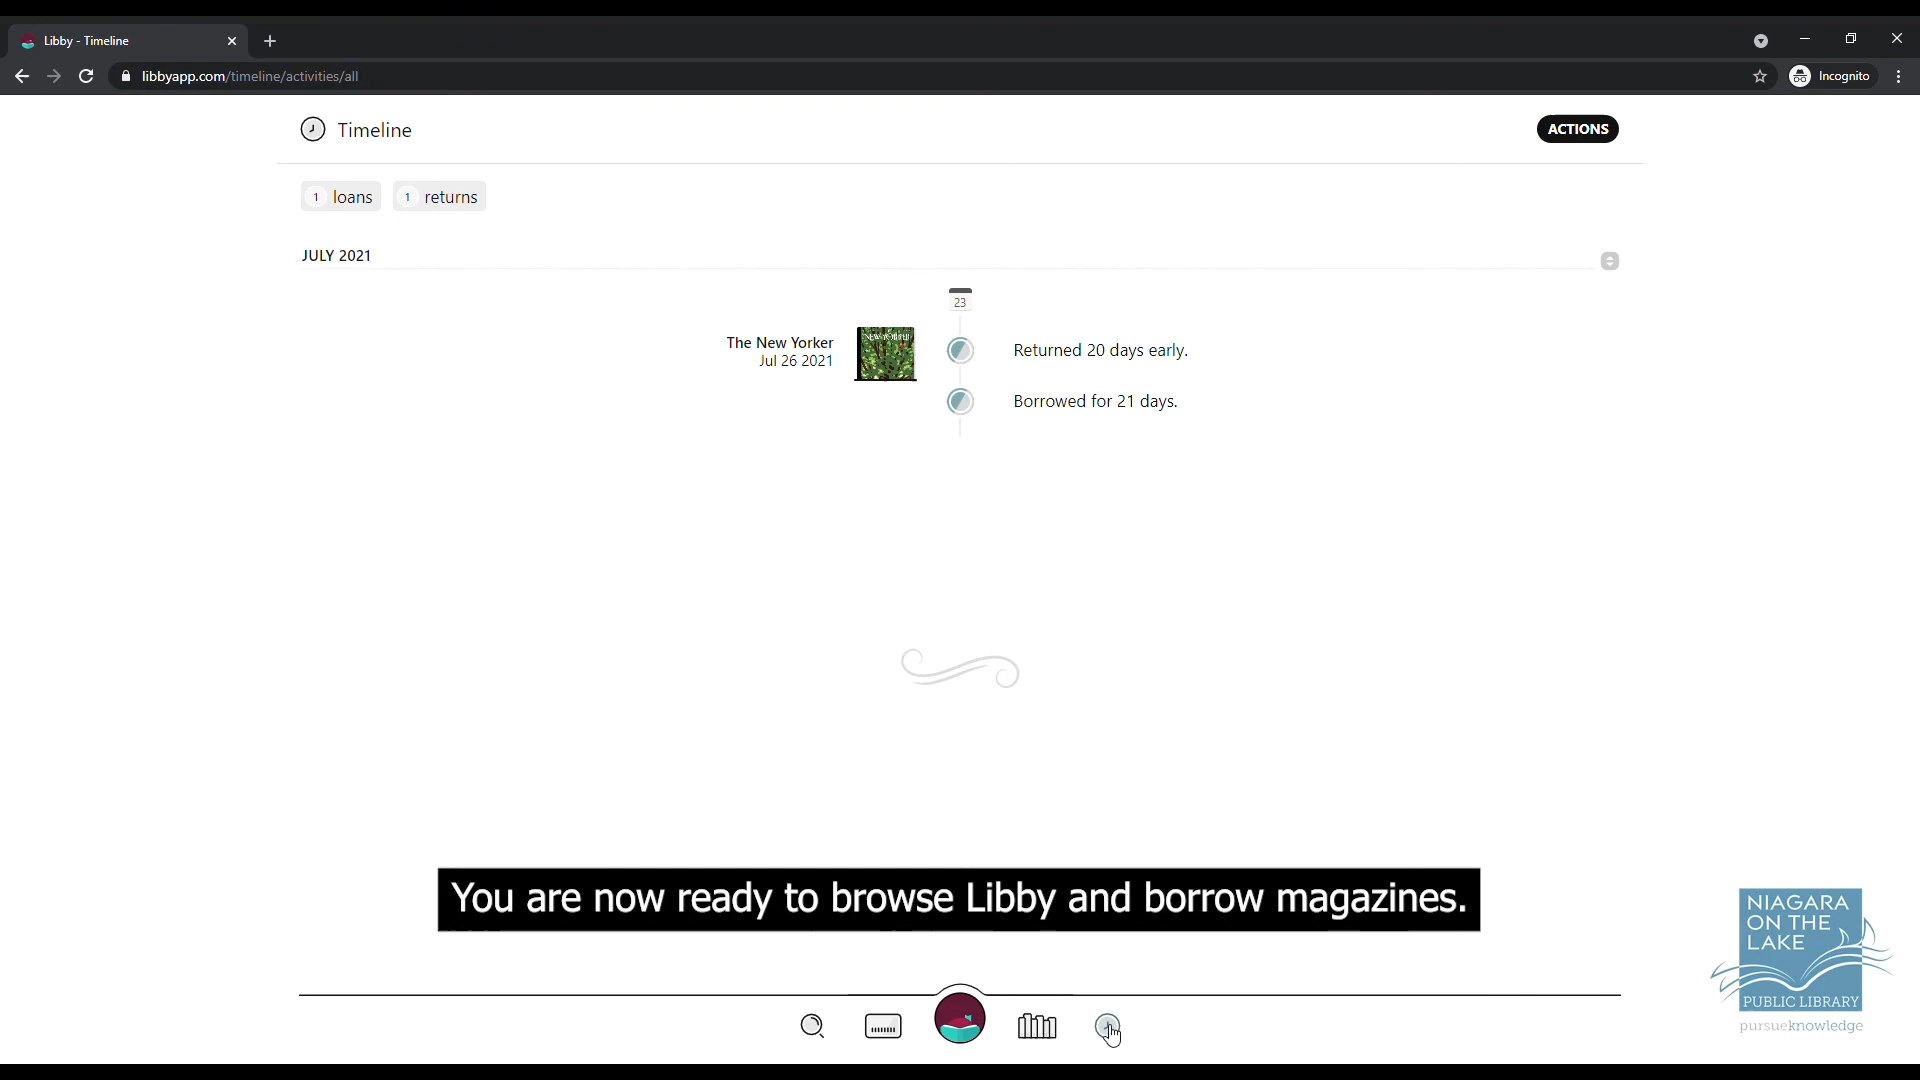 Libby - Timeline
libbyapp.com/timeline/activities/all
Incognito
Timeline
ACTIONS
1 loans
1 returns
JULY 2021
23
The New Yorker
Jul 26 2021
NEW YORKER
Returned 20 days early.
Borrowed for 21 days.
You are now ready to browse Libby and borrow magazines.
NIAGARA
ON THE
LAKE
PUBLIC LIBRARY
pursueknowledge